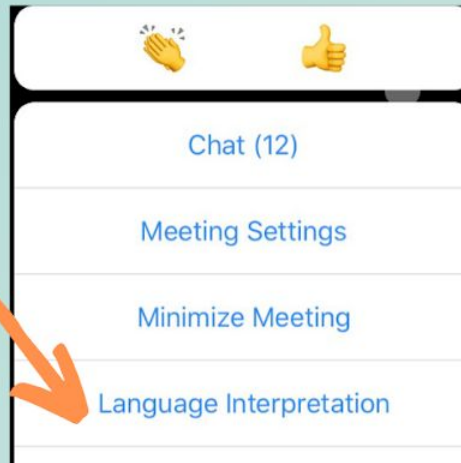 Chat (12)
Meeting Settings
Minimize Meeting
Language Interpretation